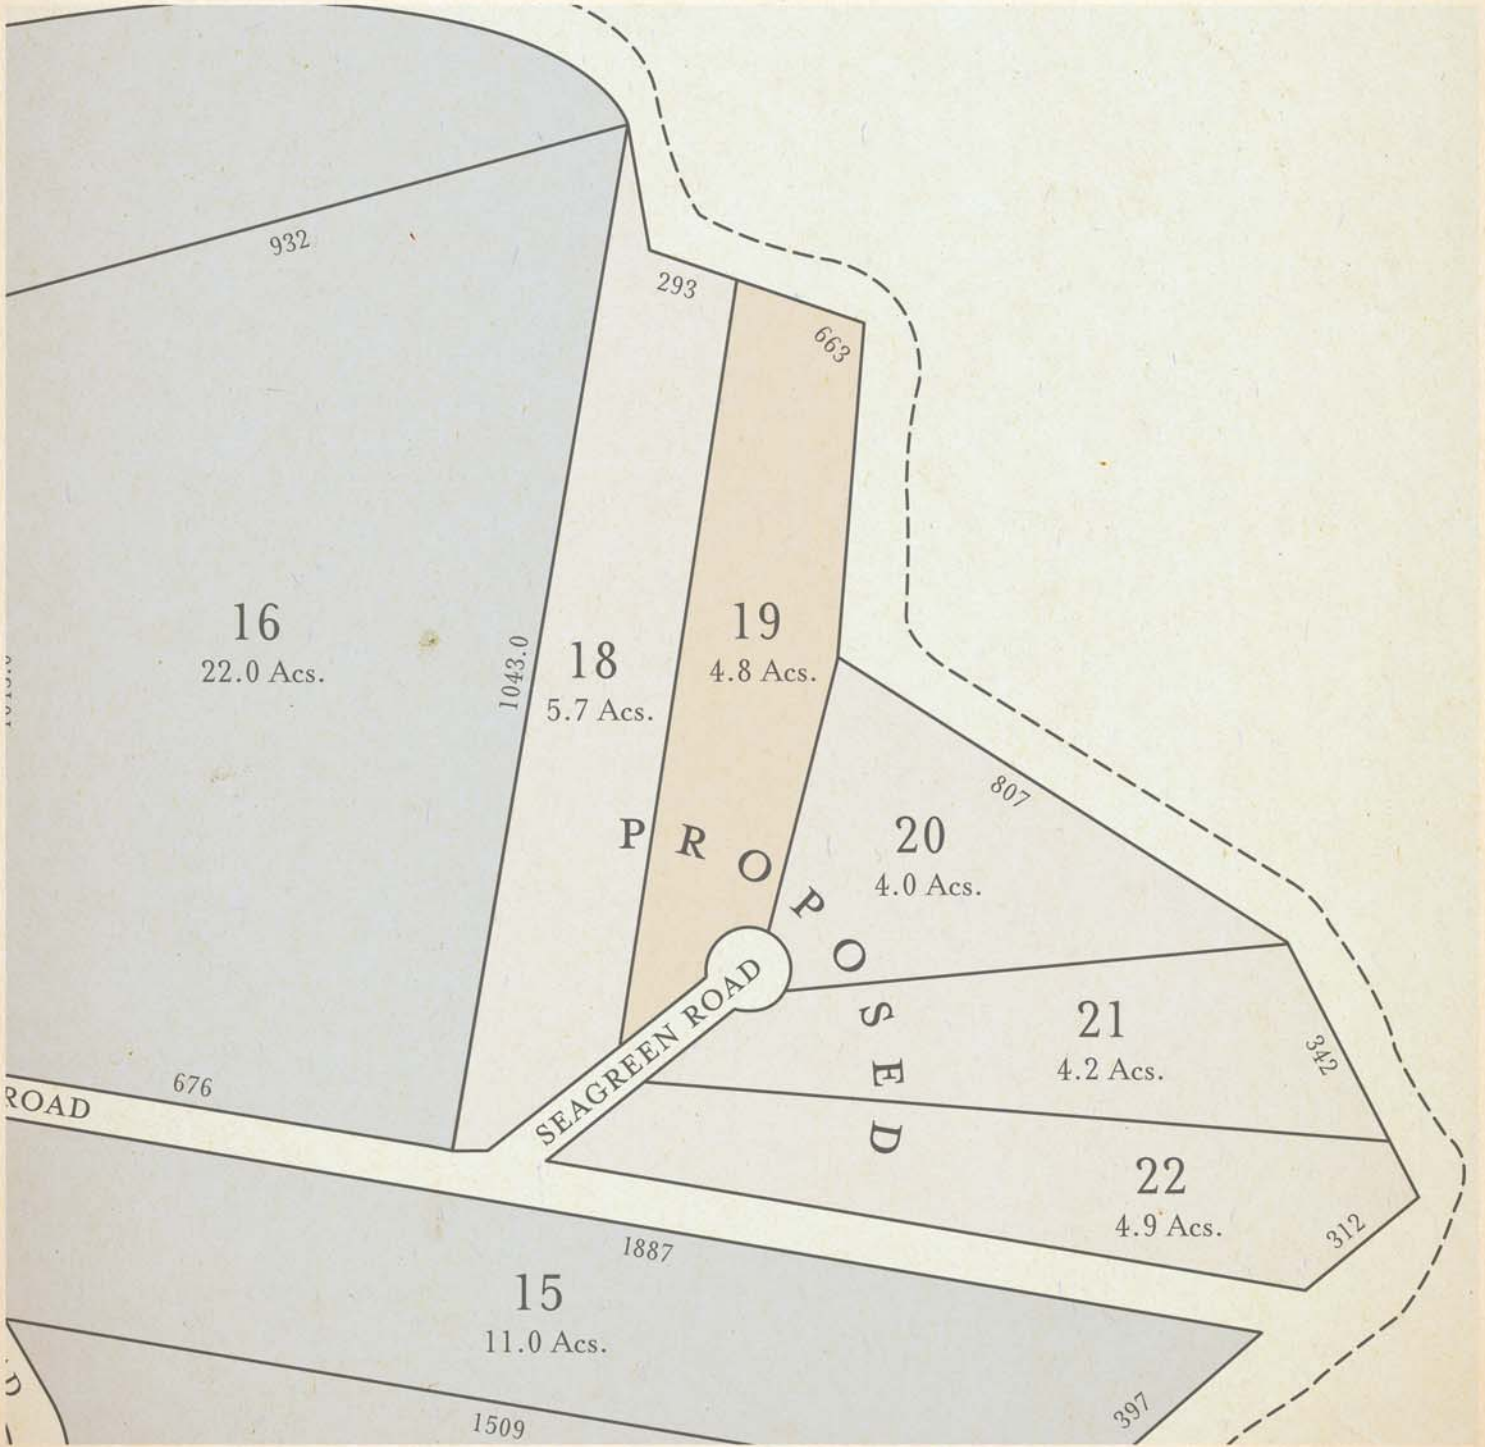 932
293
663
16
22.0 Acs.
1043.0
18
5.7 Acs.
19
4.8 Acs.
807
PROPOSED
20
4.0 Acs.
21
4.2 Acs.
342
SEAGREEN ROAD
676
ROAD
22
4.9 Acs.
312
1887
15
11.0 Acs.
397
1509